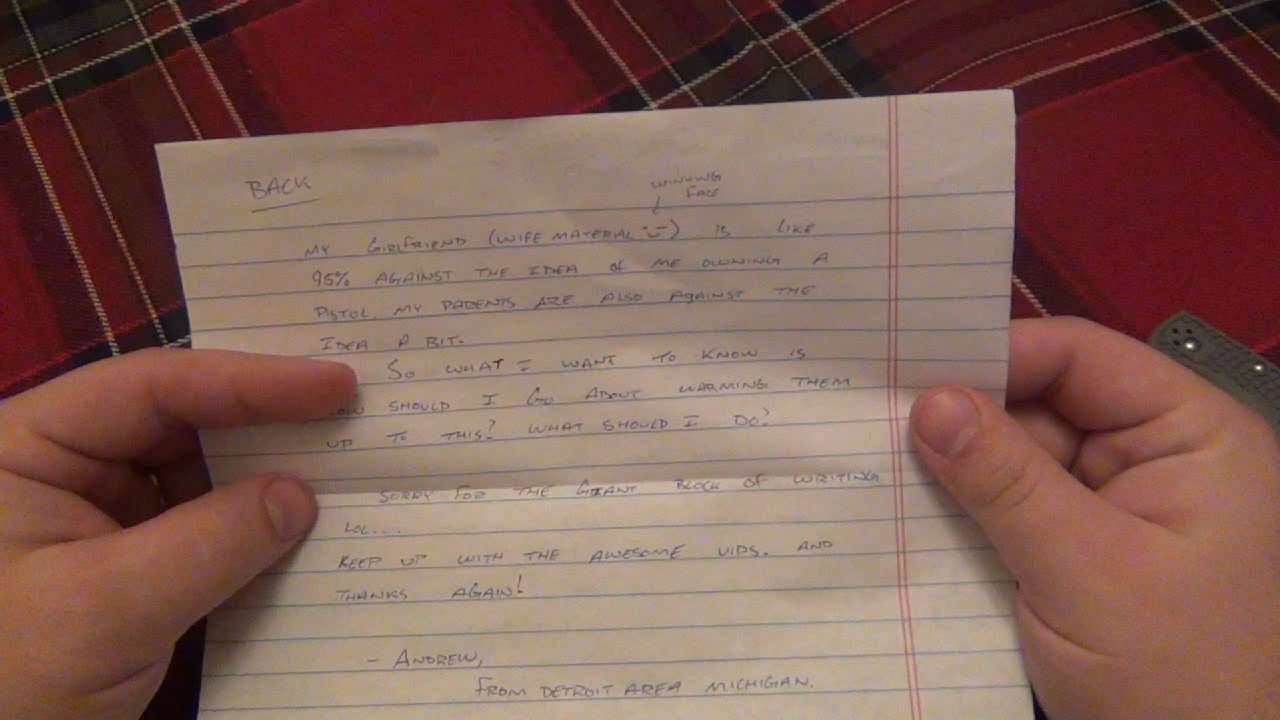 BACK
WINKING
FACE
MY GIRLFRIEND (WIFE MATERIAL ;-) IS LIKE
95% AGAINST THE IDEA OF ME OWNING A
PISTOL. MY PARENTS ARE ALSO AGAINST THE
IDEA A BIT.
SO WHAT I WANT TO KNOW IS
HOW SHOULD I GO ABOUT WARMING THEM
UP TO THIS? WHAT SHOULD I DO?
SORRY FOR THE GIANT BLOCK OF WRITING
LOL...
KEEP UP WITH THE AWESOME VIDS. AND
THANKS AGAIN!
- ANDREW,
FROM DETROIT AREA MICHIGAN.